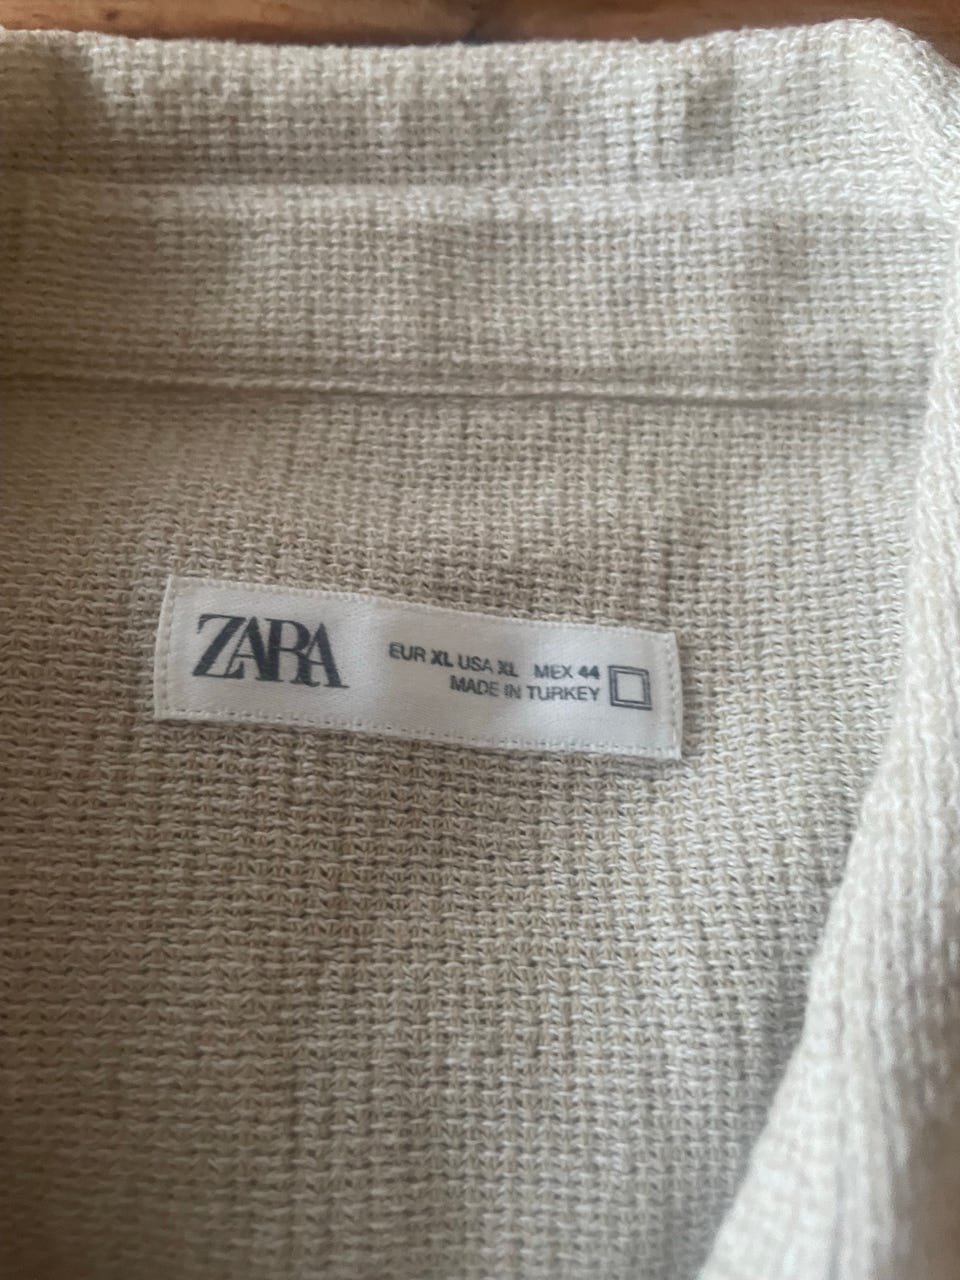 ZARA
EUR XL USA XL MEX 44
MADE IN TURKEY